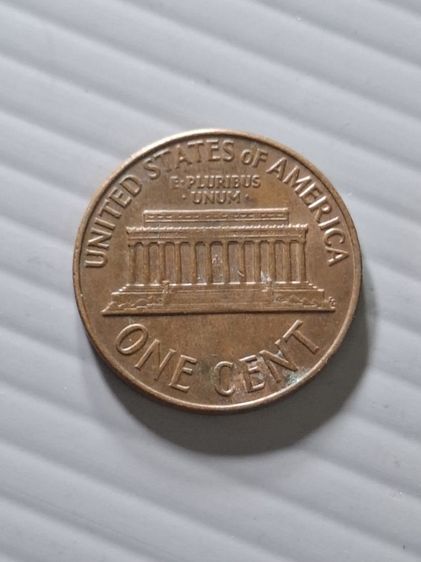 UNITED STATES oF AMERICA
E·PLURIBUS
·UNUM·
ONE CENT